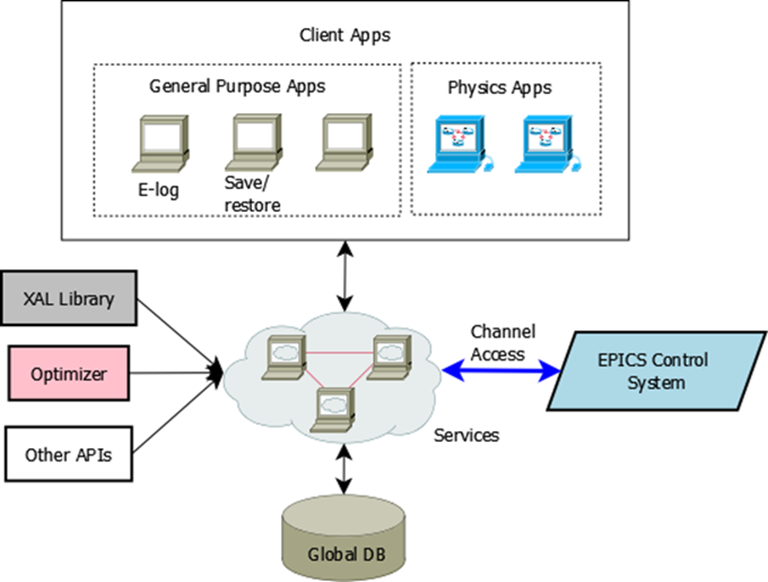 Client Apps
General Purpose Apps
Physics Apps
E-log
Save/
restore
XAL Library
Optimizer
Other APIs
Channel
Access
EPICS Control
System
Services
Global DB